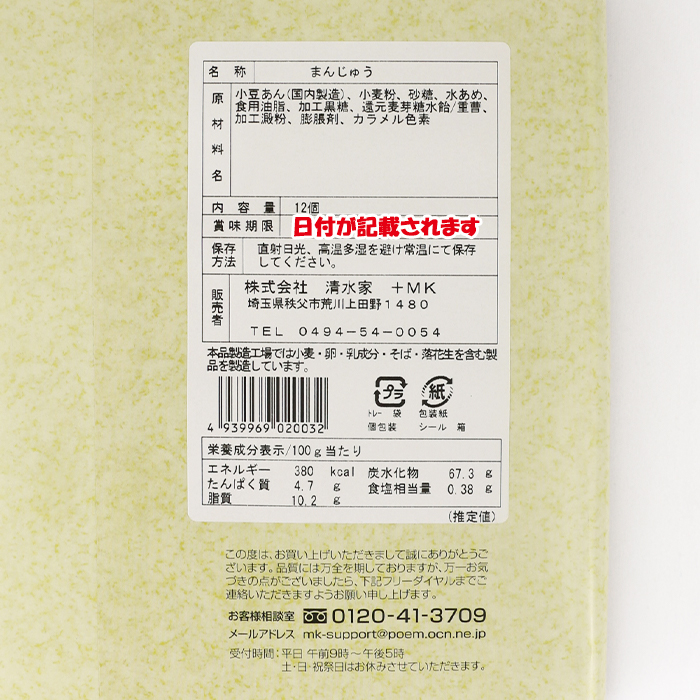 名 称 まんじゅう
原材料名 小豆あん(国内製造)、小麦粉、砂糖、水あめ、
食用油脂、加工黒糖、還元麦芽糖水飴/重曹、
加工澱粉、膨脹剤、カラメル色素
内 容 量 12個
賞味期限 日付が記載されます
保存方法 直射日光、高温多湿を避け常温にて保存
してください。
販売者 株式会社 清水家 +MK
埼玉県秩父市荒川上田野1480
TEL 0494-54-0054
本品製造工場では小麦・卵・乳成分・そば・落花生を含む製
品を製造しています。
4 939969 020032
プラ 紙
トレー 袋 包装紙
個包装 シール 箱
栄養成分表示/100g当たり
エネルギー 380 kcal 炭水化物 67.3 g
たんぱく質 4.7 g 食塩相当量 0.38 g
脂質 10.2 g
(推定値)
この度は、お買い上げいただきまして誠にありがとうご
ざいます。品質には万全を期しておりますが、万一お気
づきの点がございましたら、下記フリーダイヤルまでご
連絡いただきますようお願い申し上げます。
お客様相談室 0120-41-3709
メールアドレス mk-support@poem.ocn.ne.jp
受付時間:平日 午前9時〜午後5時
土・日・祝祭日はお休みさせていただきます。